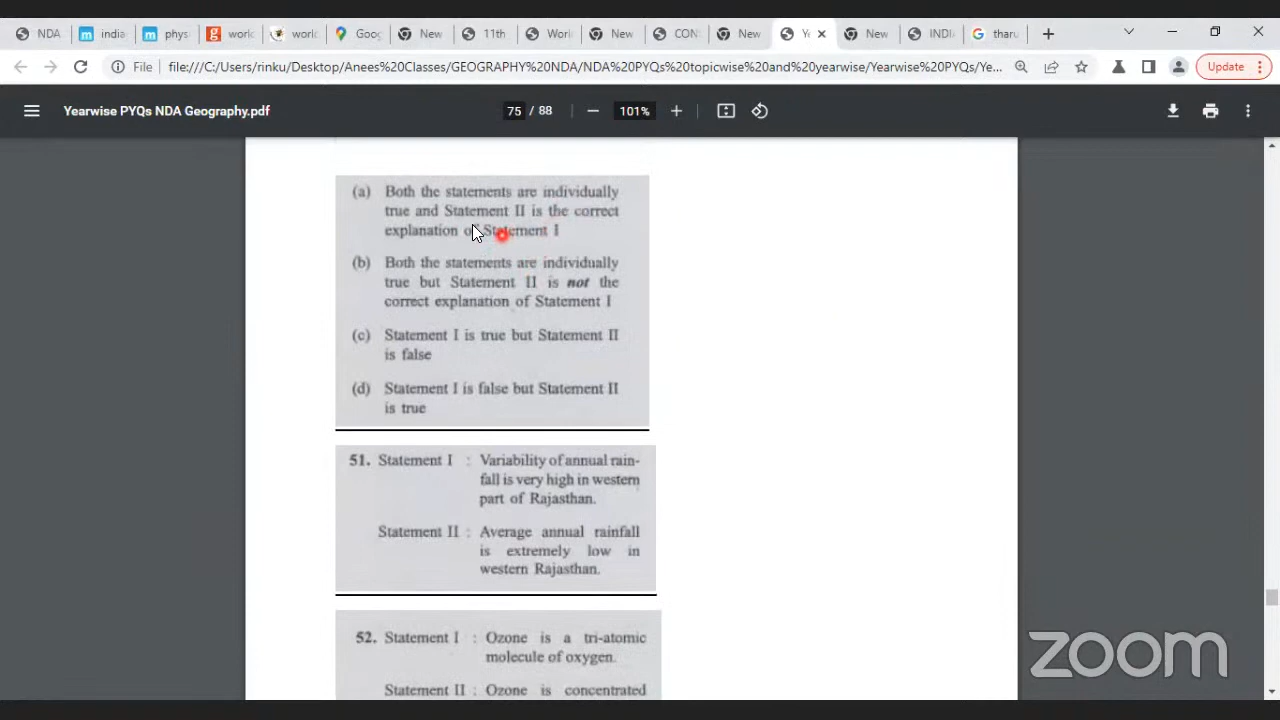 NDA
india
phys
worl
worl
Goog
New
11th
Worl
New
CON
New
Y
New
INDI
tharu
File
file:///C:/Users/rinku/Desktop/Anees%20Classes/GEOGRAPHY%20NDA/NDA%20PYQs%20topicwise%20and%20yearwise/Yearwise%20PYQs/Ye...
Update
Yearwise PYQs NDA Geography.pdf
75 / 88
101%
(a) Both the statements are individually
true and Statement II is the correct
explanation of Statement I
(b) Both the statements are individually
true but Statement II is not the
correct explanation of Statement I
(c) Statement I is true but Statement II
is false
(d) Statement I is false but Statement II
is true
51. Statement I : Variability of annual rain-
fall is very high in western
part of Rajasthan.
Statement II : Average annual rainfall
is extremely low in
western Rajasthan.
52. Statement I : Ozone is a tri-atomic
molecule of oxygen.
Statement II : Ozone is concentrated
zoom